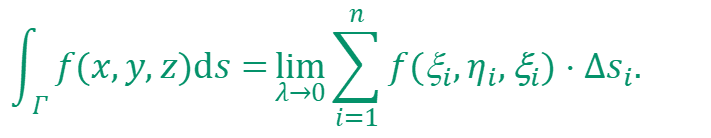 ∫_Γ f(x, y, z)ds = lim_{λ→0} ∑_{i=1}^{n} f(ξ_i, η_i, ξ_i) · Δs_i.